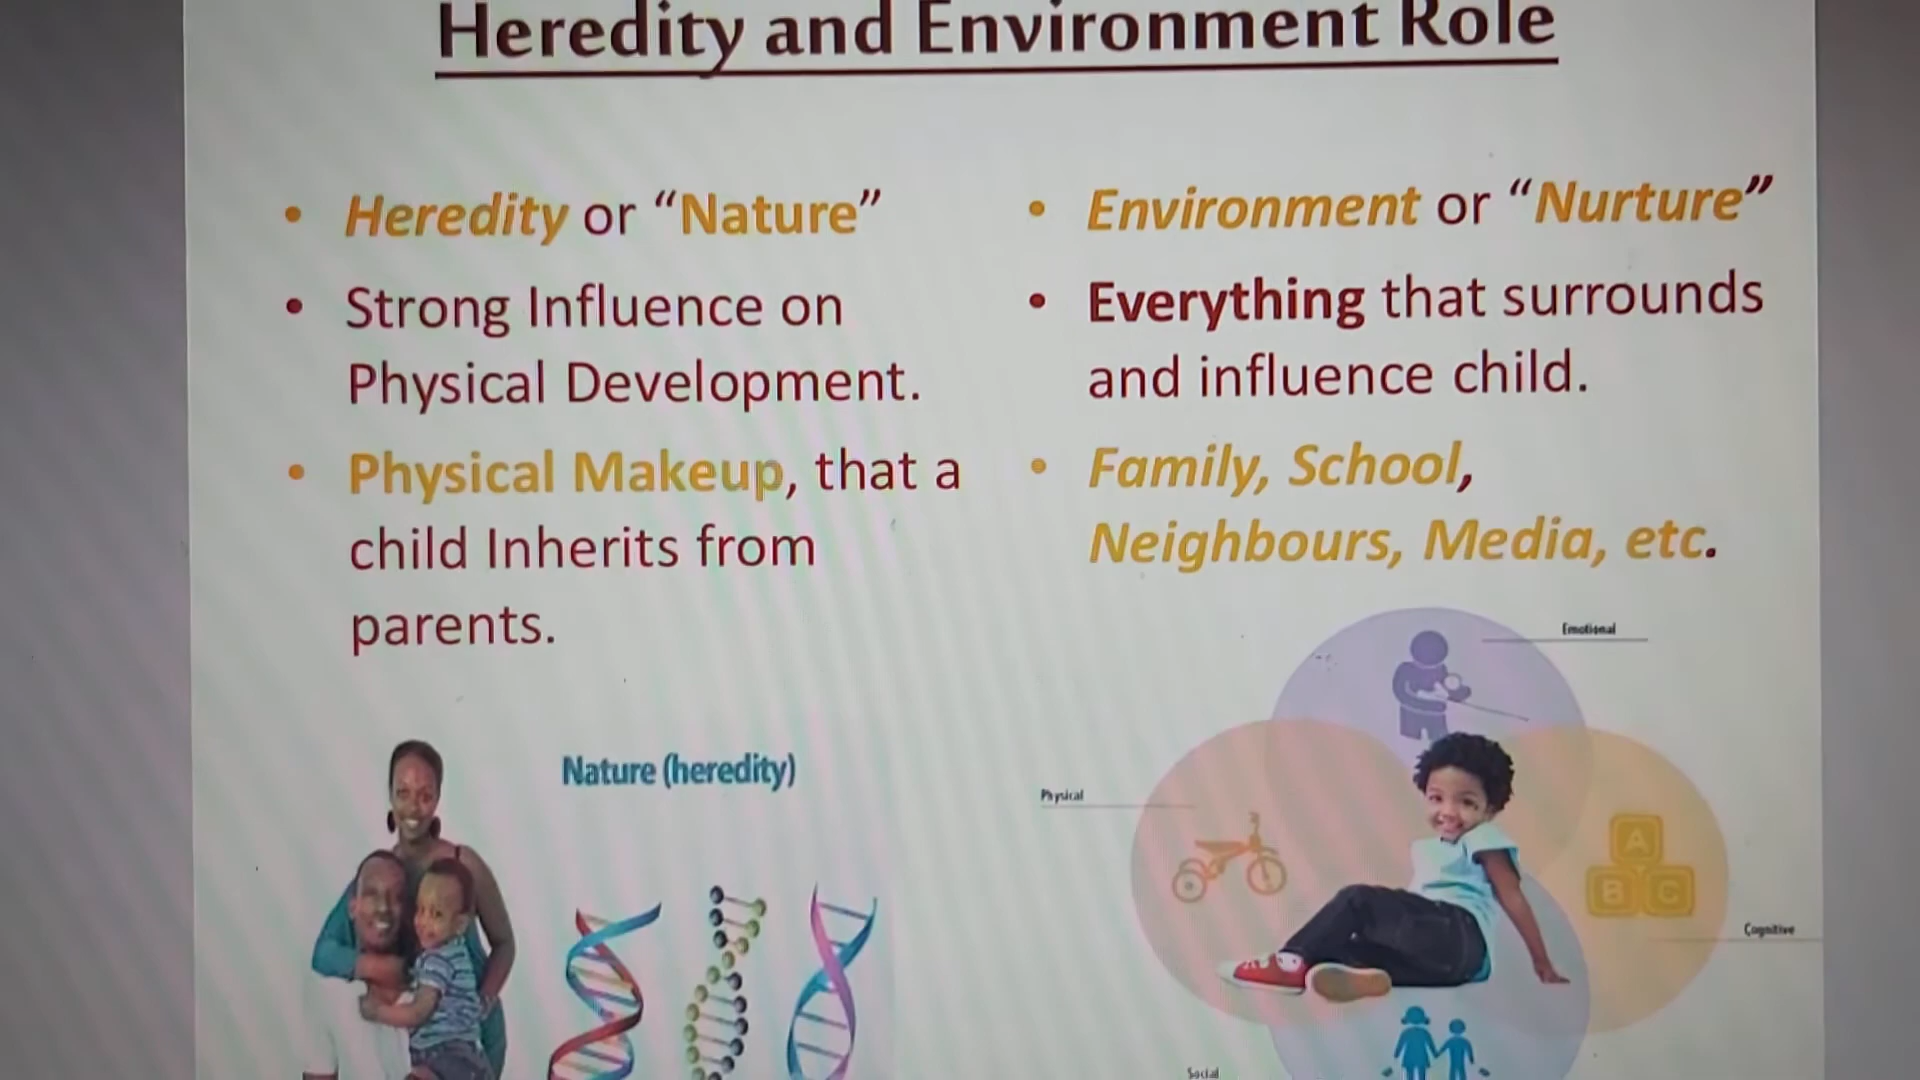 Heredity and Environment Role
• Heredity or “Nature”
• Strong Influence on
Physical Development.
• Physical Makeup, that a
child Inherits from
parents.
• Environment or “Nurture”
• Everything that surrounds
and influence child.
• Family, School,
Neighbours, Media, etc.
Nature (heredity)
Emotional
Physical
A
B C
Cognitive
Social